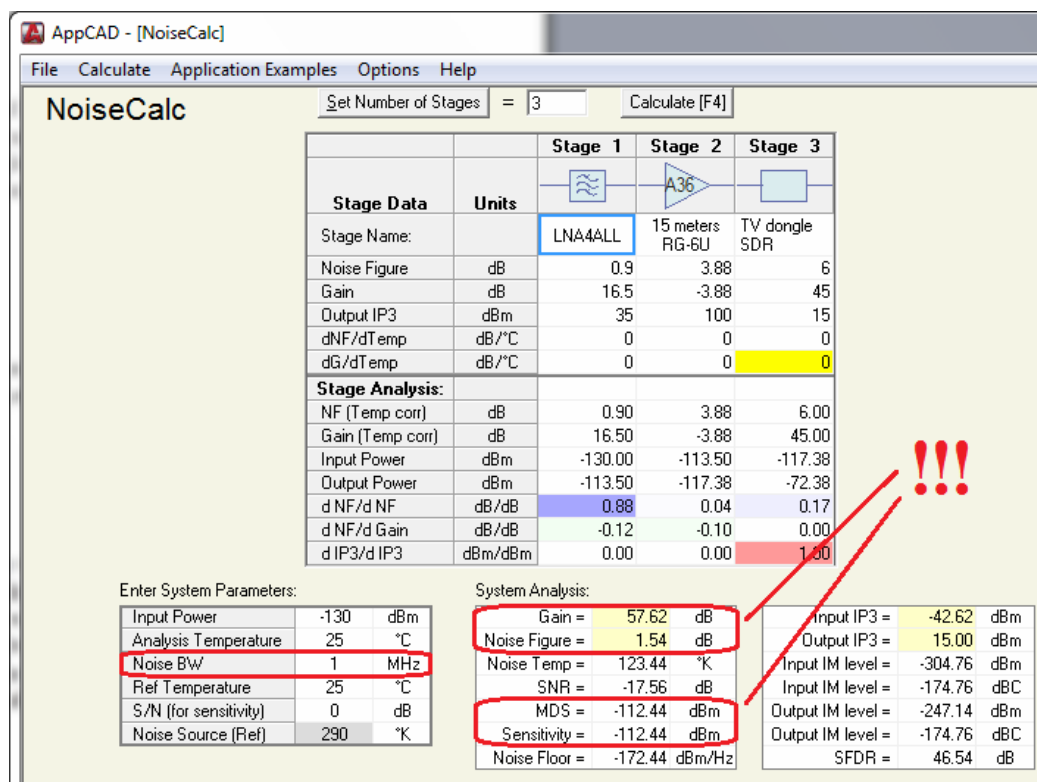 AppCAD - [NoiseCalc]
File Calculate Application Examples Options Help
NoiseCalc
Set Number of Stages = 3 Calculate [F4]
Stage 1 Stage 2 Stage 3
A36
Stage Data Units
Stage Name: LNA4ALL 15 meters RG-6U TV dongle SDR
Noise Figure dB 0.9 3.88 6
Gain dB 16.5 -3.88 45
Output IP3 dBm 35 100 15
dNF/dTemp dB/°C 0 0 0
dG/dTemp dB/°C 0 0 0
Stage Analysis:
NF (Temp corr) dB 0.90 3.88 6.00
Gain (Temp corr) dB 16.50 -3.88 45.00
Input Power dBm -130.00 -113.50 -117.38
Output Power dBm -113.50 -117.38 -72.38
d NF/d NF dB/dB 0.88 0.04 0.17
d NF/d Gain dB/dB -0.12 -0.10 0.00
d IP3/d IP3 dBm/dBm 0.00 0.00 1.00
!!!
Enter System Parameters:
Input Power -130 dBm
Analysis Temperature 25 °C
Noise BW 1 MHz
Ref Temperature 25 °C
S/N (for sensitivity) 0 dB
Noise Source (Ref) 290 °K
System Analysis:
Gain = 57.62 dB
Noise Figure = 1.54 dB
Noise Temp = 123.44 °K
SNR = -17.56 dB
MDS = -112.44 dBm
Sensitivity = -112.44 dBm
Noise Floor = -172.44 dBm/Hz
Input IP3 = -42.62 dBm
Output IP3 = 15.00 dBm
Input IM level = -304.76 dBm
Input IM level = -174.76 dBC
Output IM level = -247.14 dBm
Output IM level = -174.76 dBC
SFDR = 46.54 dB